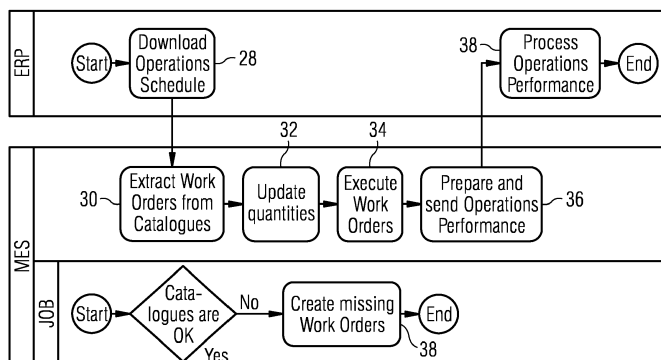 ERP
Start
Download
Operations
Schedule
28
38
Process
Operations
Performance
End
MES
30
Extract Work
Orders from
Catalogues
32
Update
quantities
34
Execute
Work
Orders
Prepare and
send Operations
Performance
36
JOB
Start
Cata-
logues are
OK
No
Yes
Create missing
Work Orders
38
End